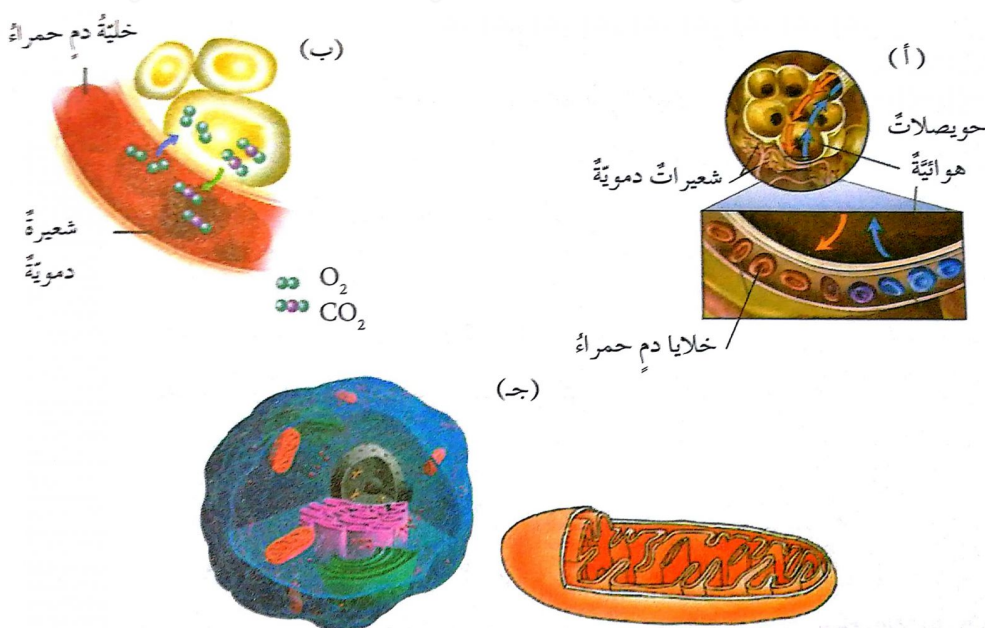 (أ)
حويصلاتٌ
هوائيَّةٌ
شعيراتٌ دمويّةٌ
خلايا دمٍ حمراءُ
(ب)
خليّةُ دمٍ حمراءُ
شعيرةٌ
دمويّةٌ
O₂
CO₂
(جـ)